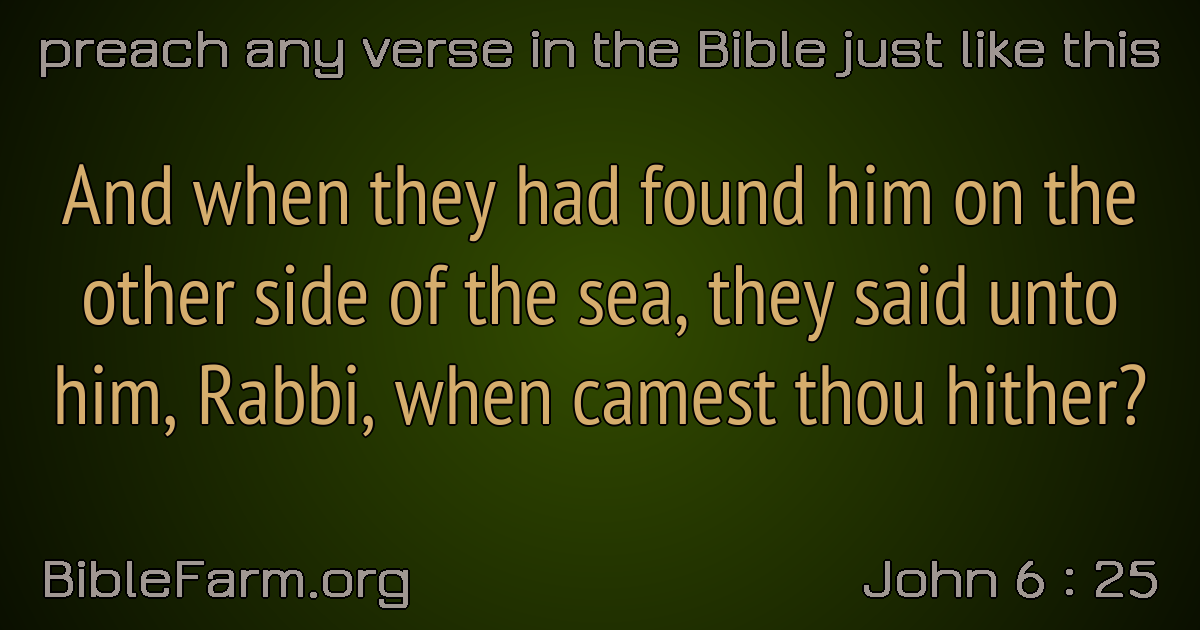 preach any verse in the Bible just like this
And when they had found him on the
other side of the sea, they said unto
him, Rabbi, when camest thou hither?
BibleFarm.org
John 6 : 25